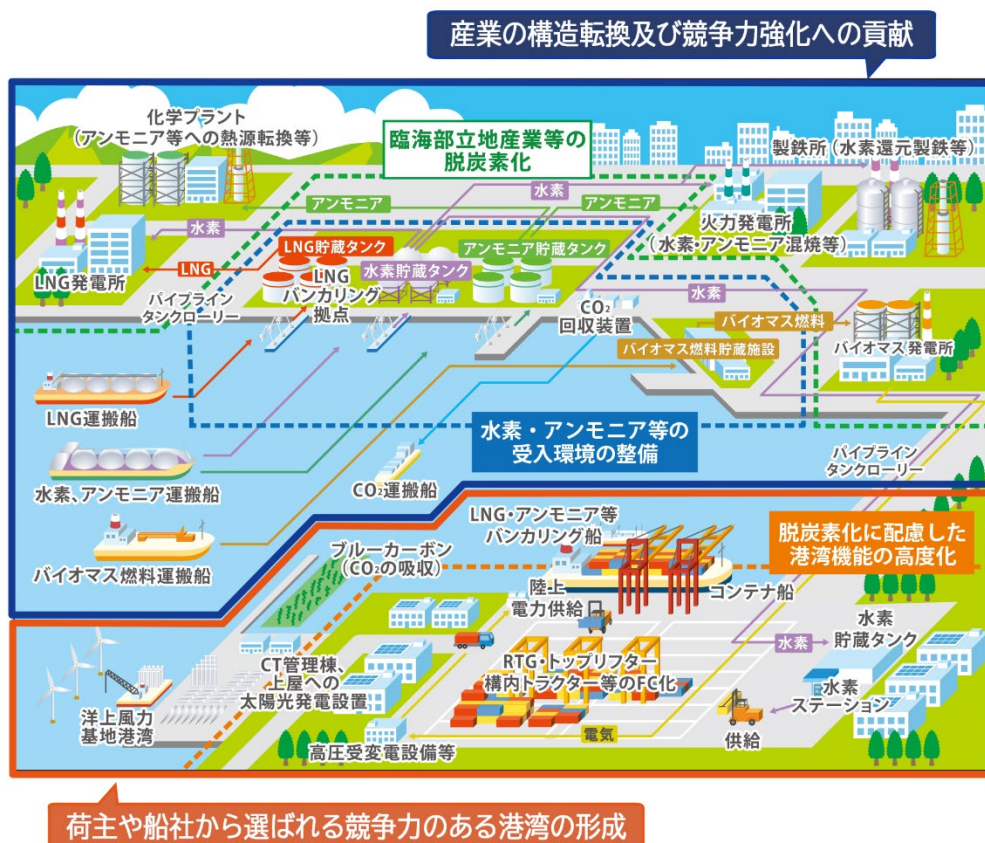 産業の構造転換及び競争力強化への貢献
化学プラント
(アンモニア等への熱源転換等)
臨海部立地産業等の
脱炭素化
製鉄所(水素還元製鉄等)
水素
アンモニア
アンモニア
水素
火力発電所
(水素・アンモニア混焼等)
LNG貯蔵タンク
アンモニア貯蔵タンク
LNG
水素貯蔵タンク
LNG発電所
LNG
バンカリング
拠点
水素
パイプライン
タンクローリー
CO₂
回収装置
バイオマス燃料
バイオマス燃料貯蔵施設
バイオマス発電所
LNG運搬船
水素・アンモニア等の
受入環境の整備
パイプライン
タンクローリー
水素、アンモニア運搬船
CO₂運搬船
バイオマス燃料運搬船
LNG・アンモニア等
バンカリング船
脱炭素化に配慮した
港湾機能の高度化
ブルーカーボン
(CO₂の吸収)
陸上
電力供給
コンテナ船
水素
貯蔵タンク
水素
CT管理棟、
上屋への
太陽光発電設置
RTG・トップリフター
構内トラクター等のFC化
水素
ステーション
洋上風力
基地港湾
高圧受変電設備等
電気
供給
荷主や船社から選ばれる競争力のある港湾の形成